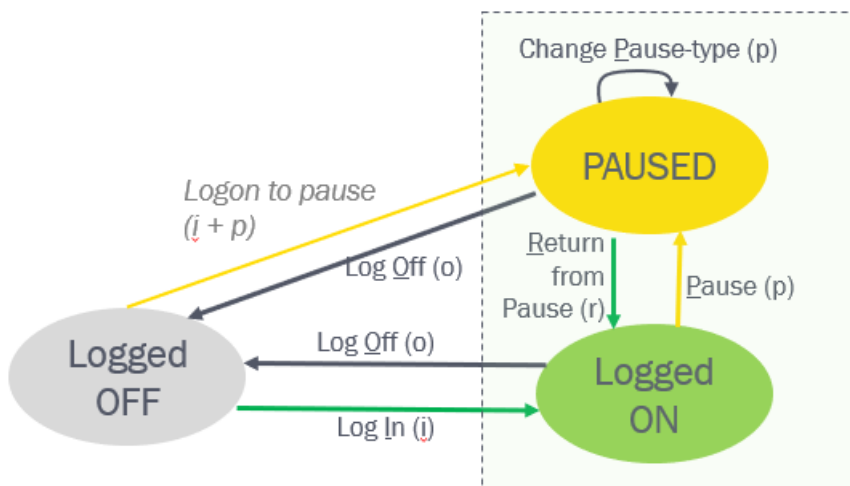 Change Pause-type (p)
PAUSED
Logon to pause
(i + p)
Log Off (o)
Return
from
Pause (r)
Pause (p)
Logged
OFF
Log Off (o)
Log In (i)
Logged
ON